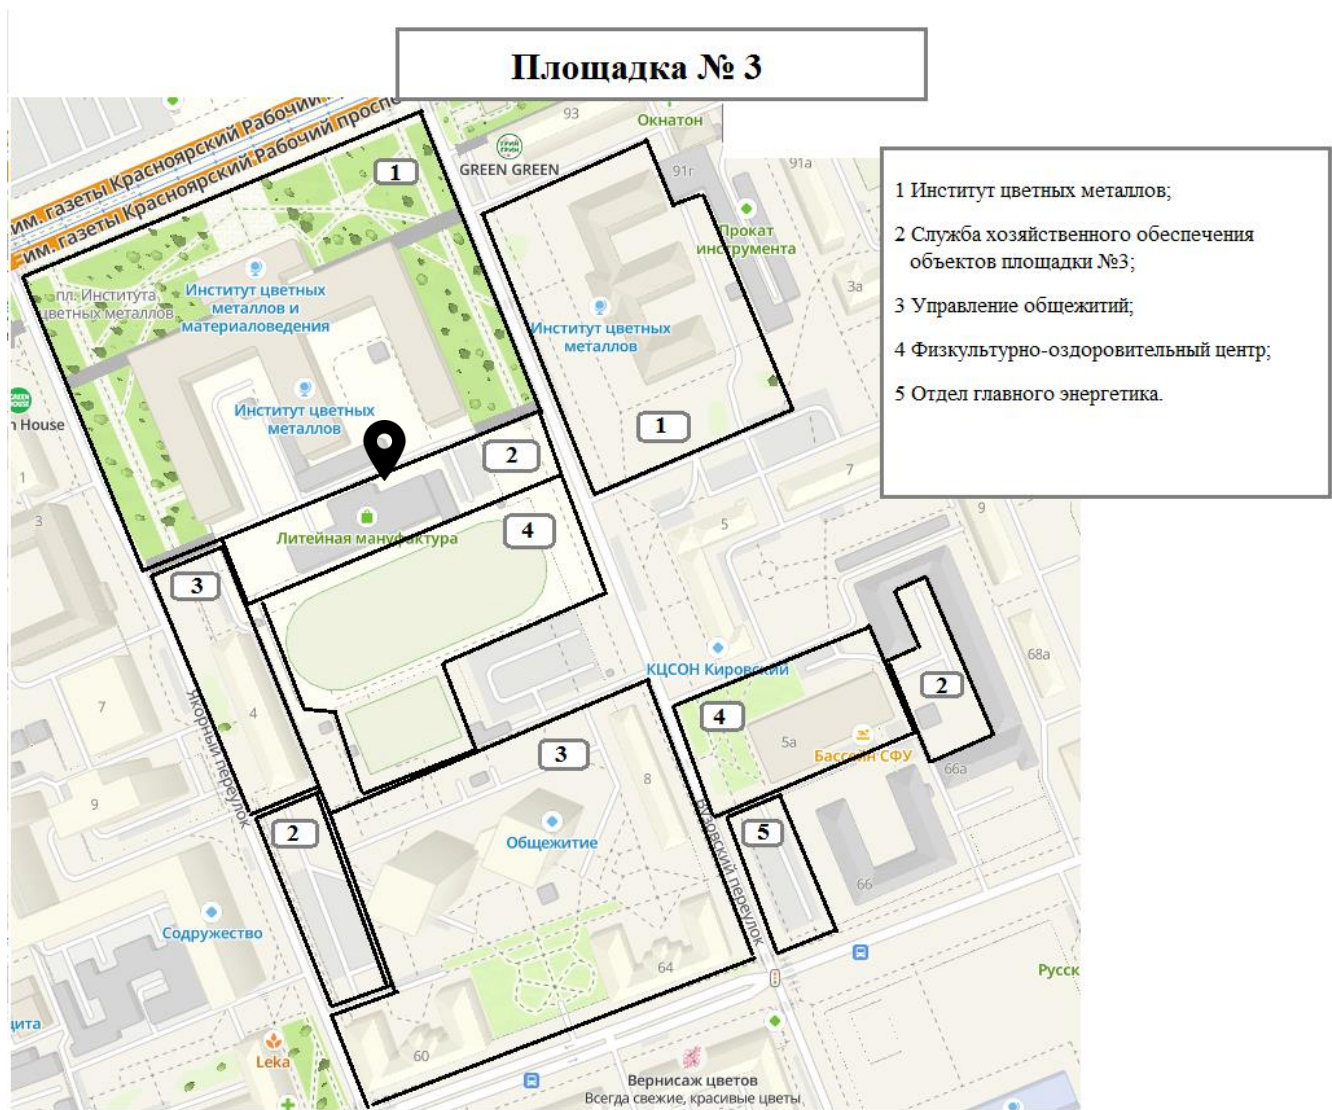 Площадка № 3
им. газеты Красноярский Рабочий
им. газеты Красноярский Рабочий проспе
93
Окнатон
GREEN GREEN
91г
91а
1
1 Институт цветных металлов;
2 Служба хозяйственного обеспечения
объектов площадки №3;
3 Управление общежитий;
4 Физкультурно-оздоровительный центр;
5 Отдел главного энергетика.
Прокат
инструмента
3а
пл. Института
цветных металлов
Институт цветных
металлов и
материаловедения
Институт цветных
металлов
House
Институт цветных
металлов
1
2
1
3
7
5
9
Литейная мануфактура
4
3
КЦСОН Кировский
68а
2
7
Якорный переулок
4
4
5а
Бассейн СФУ
66а
3
8
9
2
Общежитие
Вузовский переулок
5
66
Содружество
64
Русск
щита
Leka
60
Вернисаж цветов
Всегда свежие, красивые цветы